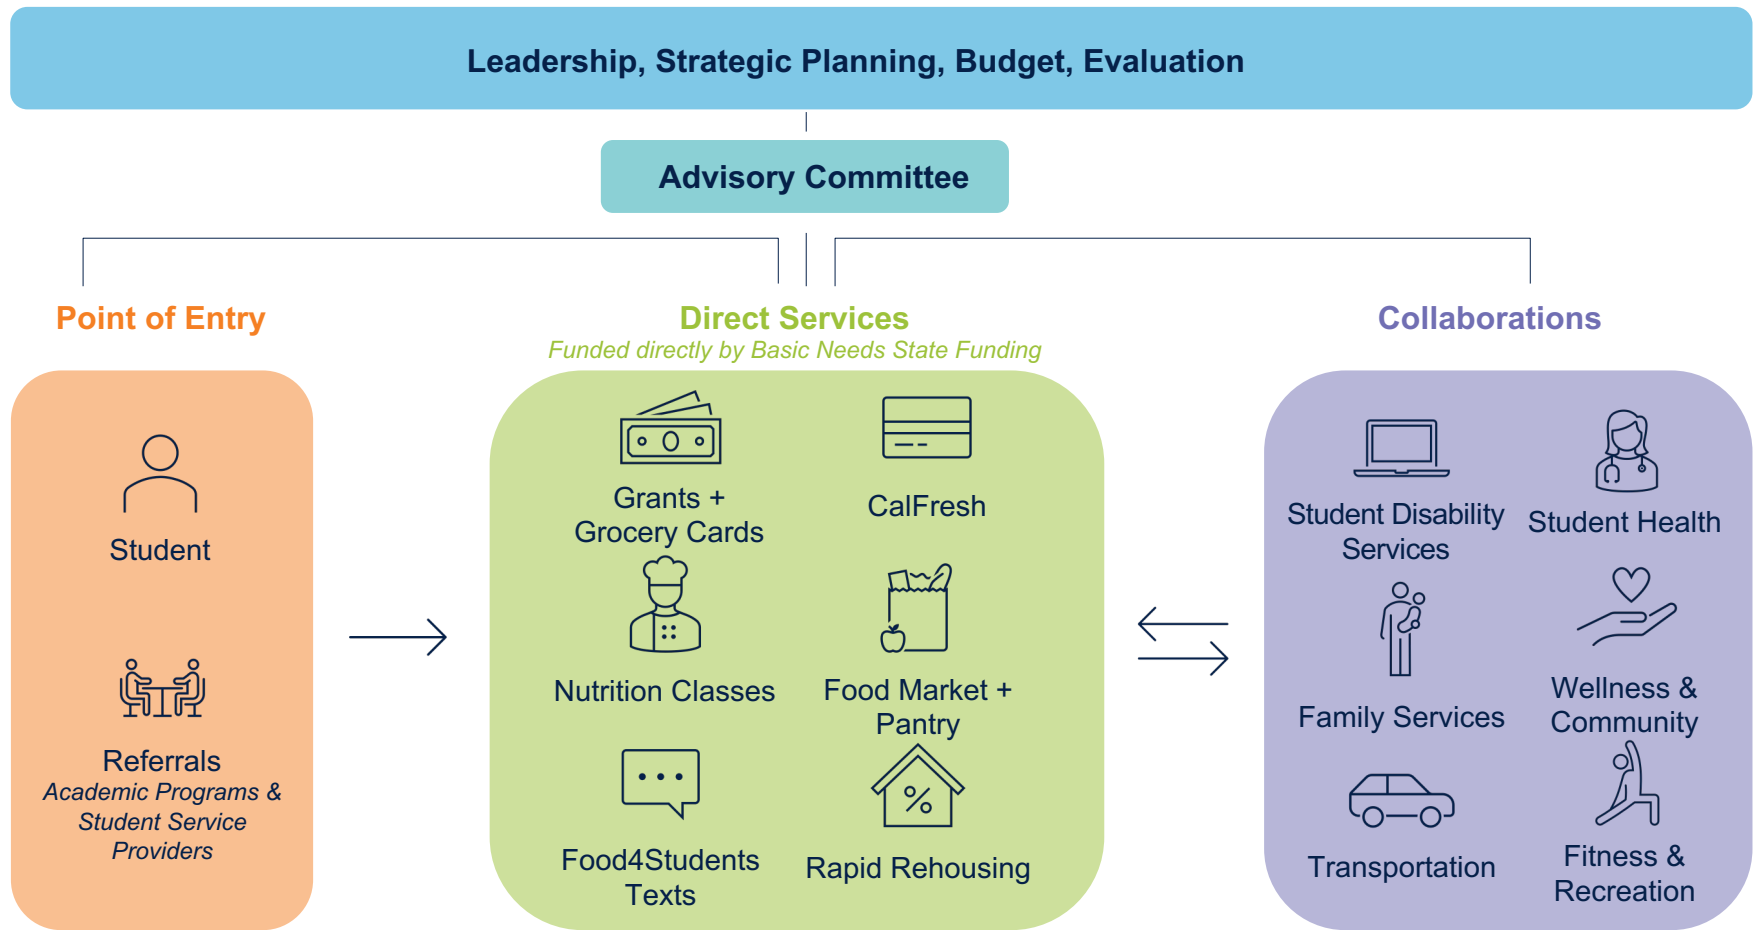 Leadership, Strategic Planning, Budget, Evaluation
Advisory Committee
Point of Entry
Student
Referrals
Academic Programs &
Student Service
Providers
Direct Services
Funded directly by Basic Needs State Funding
Grants +
Grocery Cards
CalFresh
Nutrition Classes
Food Market +
Pantry
Food4Students
Texts
Rapid Rehousing
Collaborations
Student Disability
Services
Student Health
Family Services
Wellness &
Community
Transportation
Fitness &
Recreation